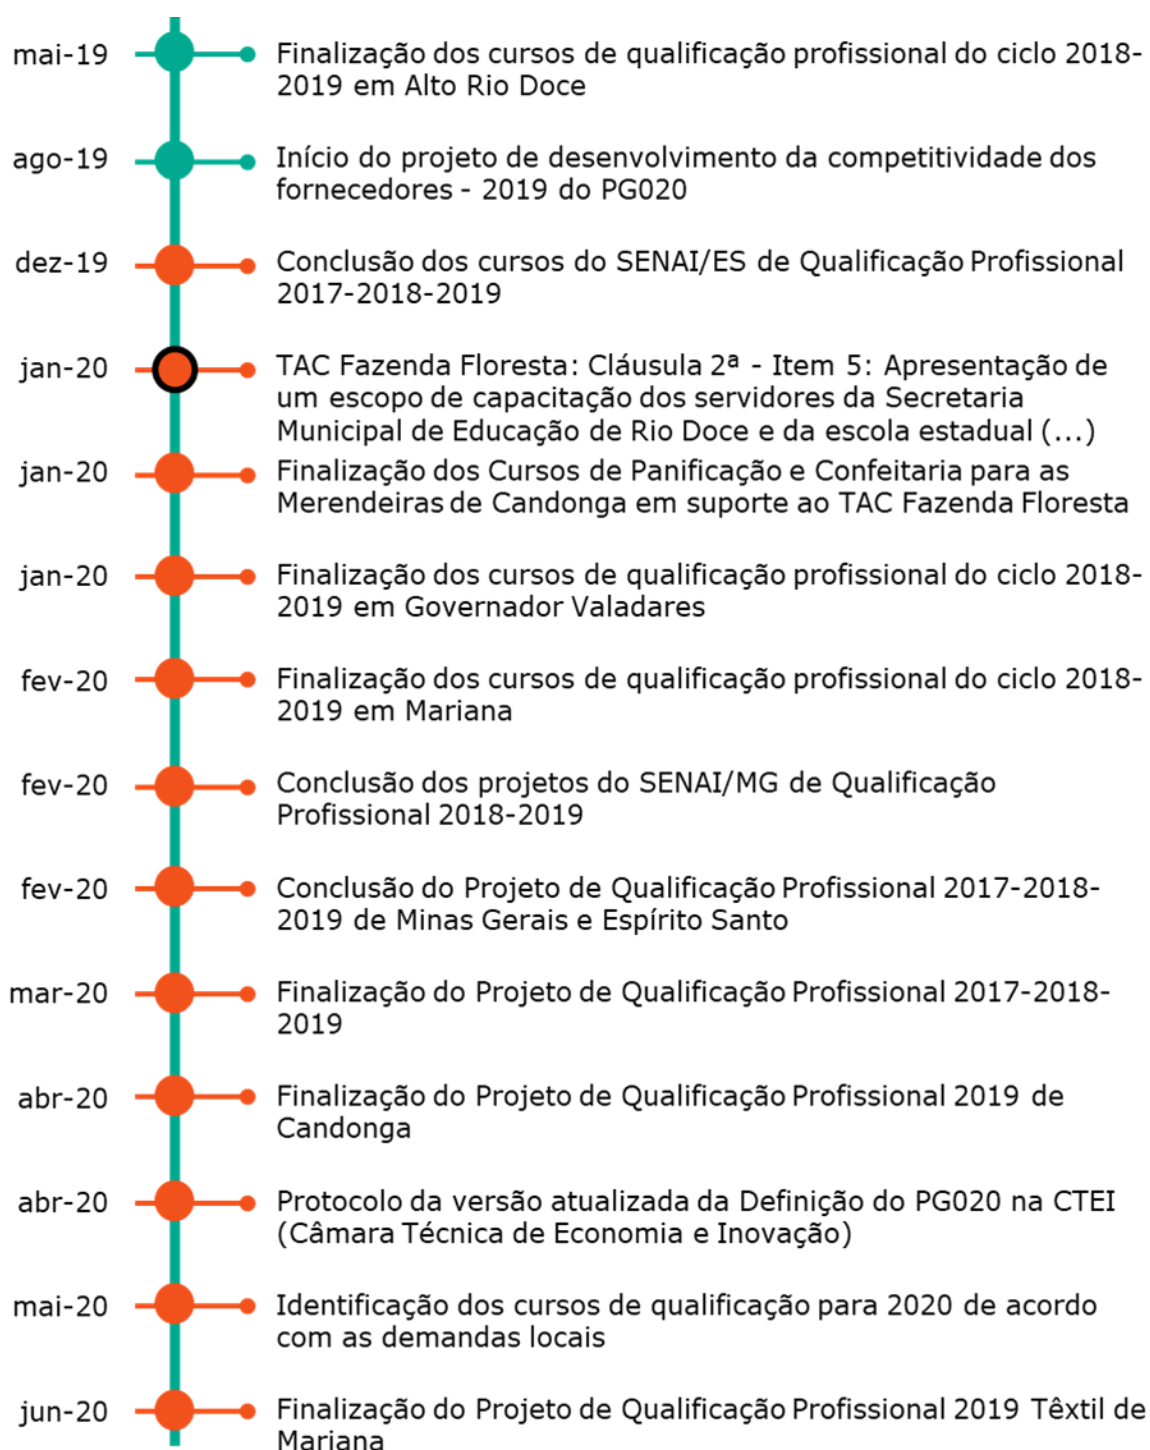 mai-19
Finalização dos cursos de qualificação profissional do ciclo 2018-
2019 em Alto Rio Doce
ago-19
Início do projeto de desenvolvimento da competitividade dos
fornecedores - 2019 do PG020
dez-19
Conclusão dos cursos do SENAI/ES de Qualificação Profissional
2017-2018-2019
jan-20
TAC Fazenda Floresta: Cláusula 2ª - Item 5: Apresentação de
um escopo de capacitação dos servidores da Secretaria
Municipal de Educação de Rio Doce e da escola estadual (...)
jan-20
Finalização dos Cursos de Panificação e Confeitaria para as
Merendeiras de Candonga em suporte ao TAC Fazenda Floresta
jan-20
Finalização dos cursos de qualificação profissional do ciclo 2018-
2019 em Governador Valadares
fev-20
Finalização dos cursos de qualificação profissional do ciclo 2018-
2019 em Mariana
fev-20
Conclusão dos projetos do SENAI/MG de Qualificação
Profissional 2018-2019
fev-20
Conclusão do Projeto de Qualificação Profissional 2017-2018-
2019 de Minas Gerais e Espírito Santo
mar-20
Finalização do Projeto de Qualificação Profissional 2017-2018-
2019
abr-20
Finalização do Projeto de Qualificação Profissional 2019 de
Candonga
abr-20
Protocolo da versão atualizada da Definição do PG020 na CTEI
(Câmara Técnica de Economia e Inovação)
mai-20
Identificação dos cursos de qualificação para 2020 de acordo
com as demandas locais
jun-20
Finalização do Projeto de Qualificação Profissional 2019 Têxtil de
Mariana